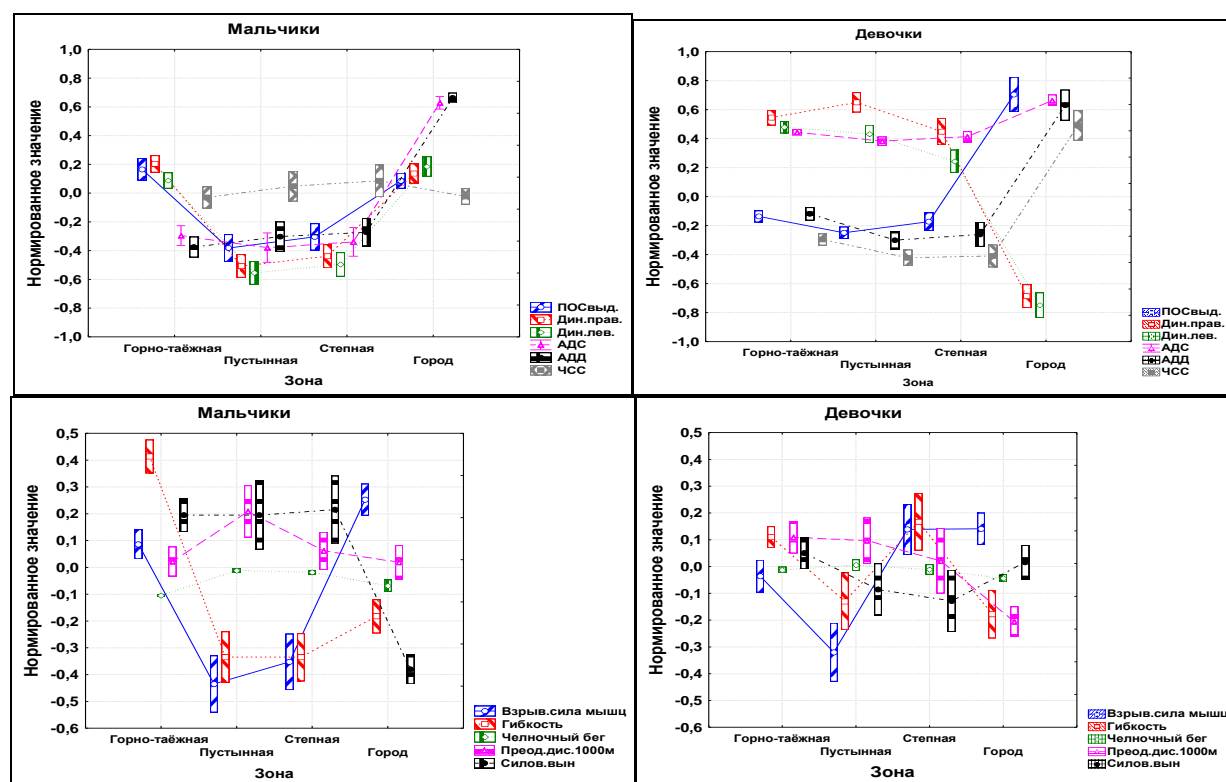 Мальчики
Нормированное значение
1,0
0,8
0,6
0,4
0,2
0,0
-0,2
-0,4
-0,6
-0,8
-1,0
Горно-таёжная
Пустынная
Степная
Город
Зона
ПОСвыд.
Дин.прав.
Дин.лев.
АДС
АДД
ЧСС
Девочки
Нормированное значение
1,0
0,8
0,6
0,4
0,2
0,0
-0,2
-0,4
-0,6
-0,8
-1,0
Горно-таёжная
Пустынная
Степная
Город
Зона
ПОСвыд.
Дин.прав.
Дин.лев.
АДС
АДД
ЧСС
Мальчики
Нормированное значение
0,5
0,4
0,3
0,2
0,1
0,0
-0,1
-0,2
-0,3
-0,4
-0,5
-0,6
Горно-таёжная
Пустынная
Степная
Город
Зона
Взрыв.сила мышц
Гибкость
Челночный бег
Преод.дис.1000м
Силов.вын
Девочки
Нормированное значение
0,5
0,4
0,3
0,2
0,1
0,0
-0,1
-0,2
-0,3
-0,4
-0,5
-0,6
Горно-таёжная
Пустынная
Степная
Город
Зона
Взрыв.сила мышц
Гибкость
Челночный бег
Преод.дис.1000м
Силов.вын